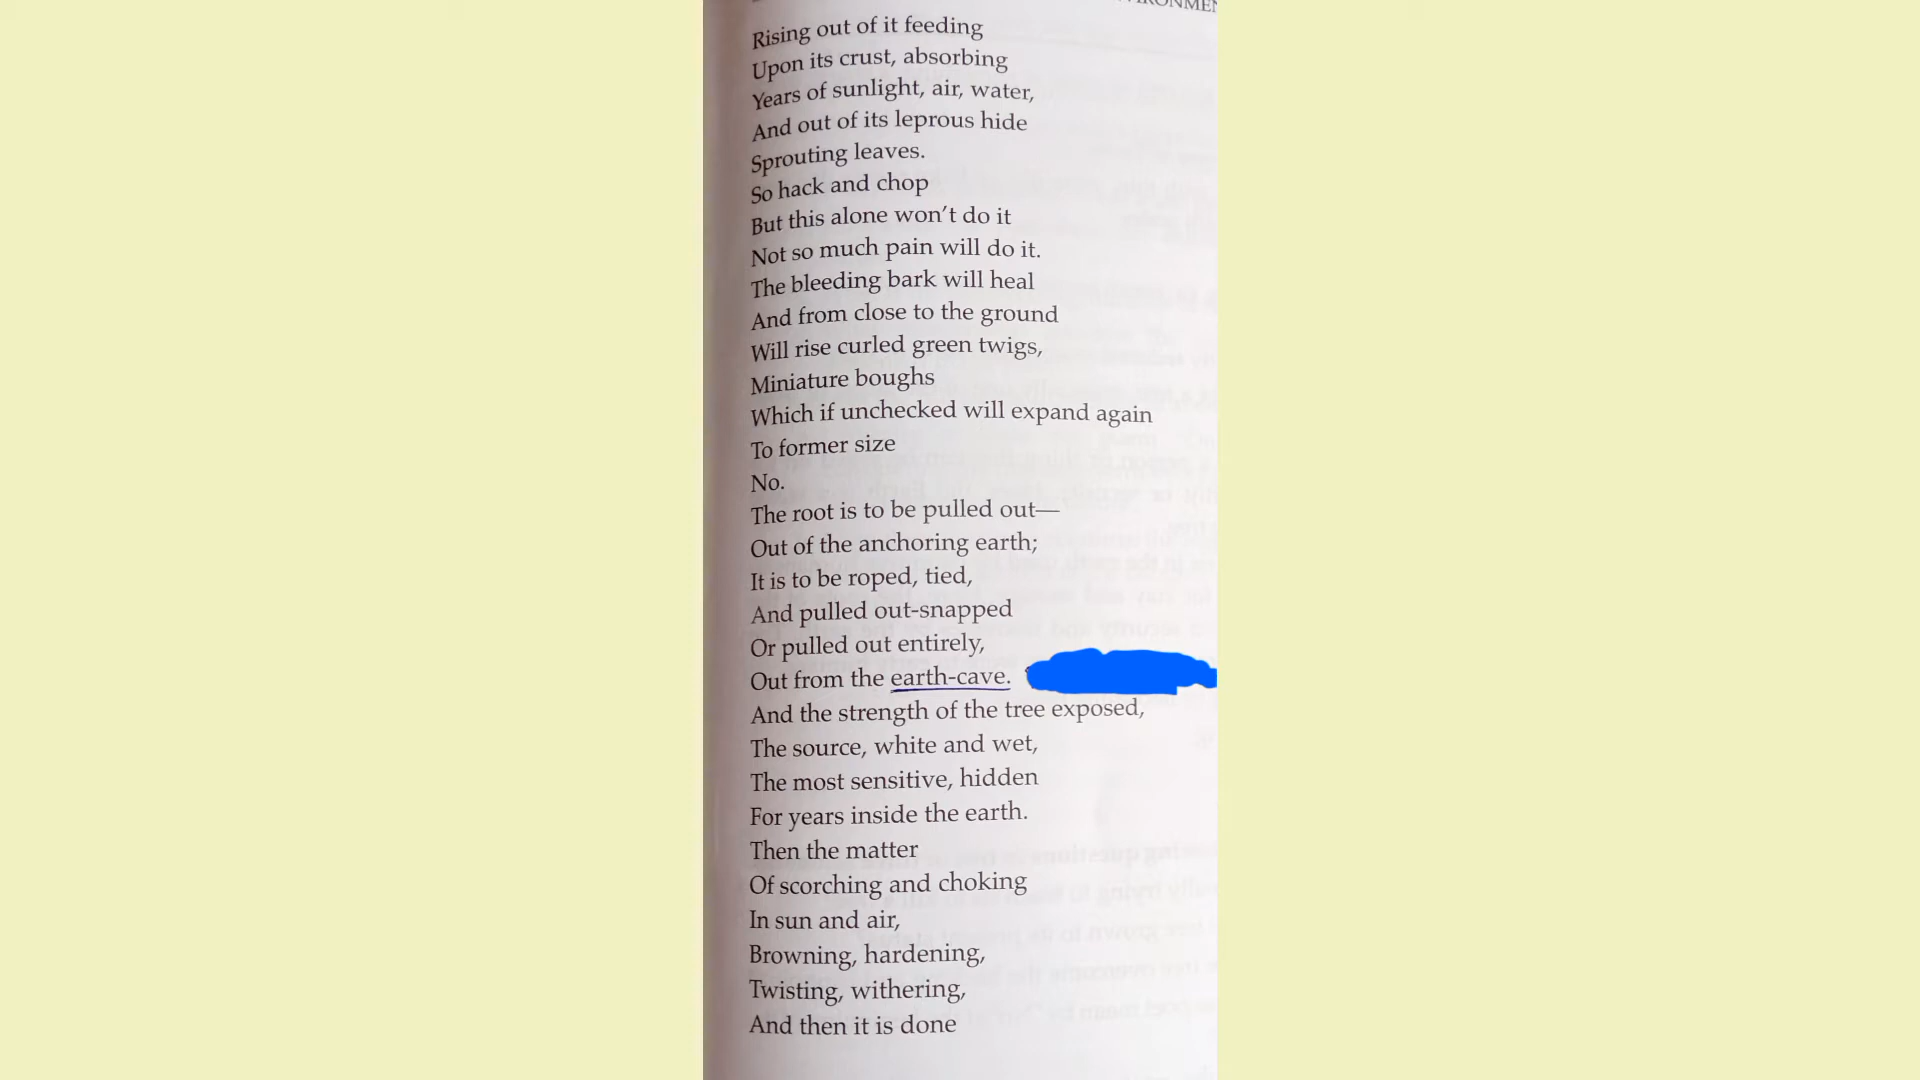 Rising out of it feeding
Upon its crust, absorbing
Years of sunlight, air, water,
And out of its leprous hide
Sprouting leaves.
So hack and chop
But this alone won't do it
Not so much pain will do it.
The bleeding bark will heal
And from close to the ground
Will rise curled green twigs,
Miniature boughs
Which if unchecked will expand again
To former size
No.
The root is to be pulled out—
Out of the anchoring earth;
It is to be roped, tied,
And pulled out-snapped
Or pulled out entirely,
Out from the earth-cave.
And the strength of the tree exposed,
The source, white and wet,
The most sensitive, hidden
For years inside the earth.
Then the matter
Of scorching and choking
In sun and air,
Browning, hardening,
Twisting, withering,
And then it is done